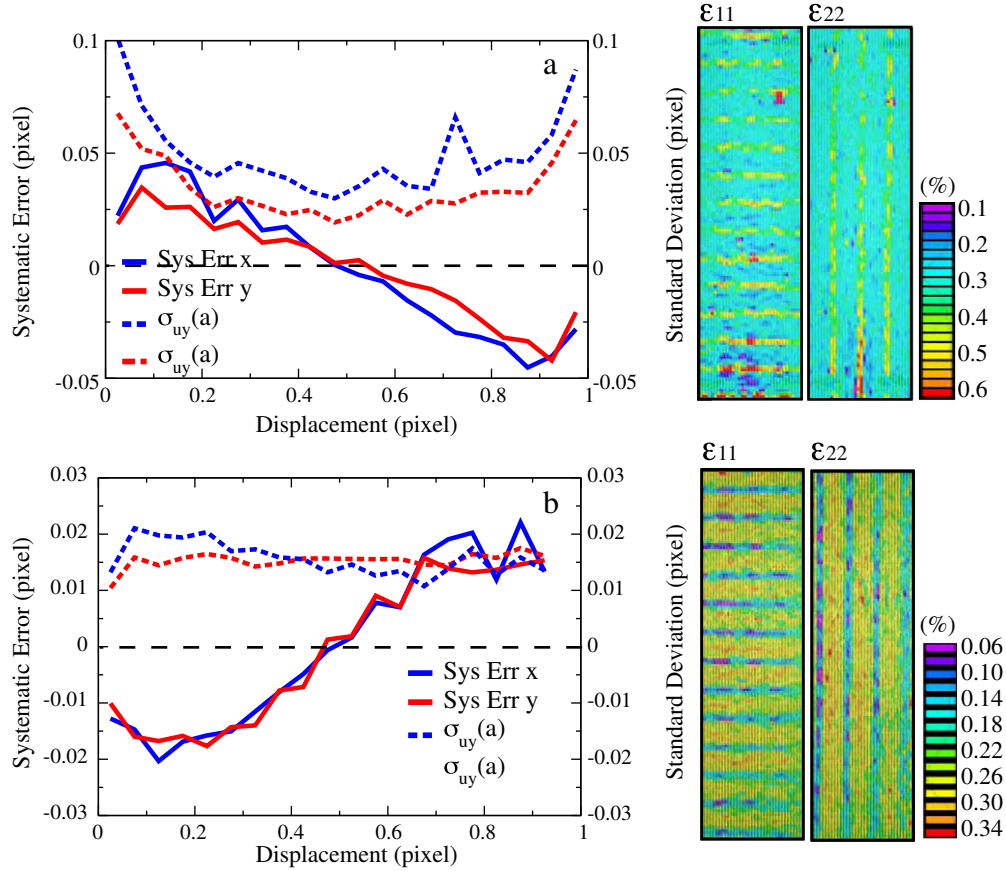 ε11 ε22
0.1 0.1
a
0.05 0.05
0 0
-0.05 -0.05
Systematic Error (pixel)
Sys Err x
Sys Err y
σuy(a)
σuy(a)
0 0.2 0.4 0.6 0.8 1
Displacement (pixel)
Standard Deviation (pixel)
(%)
0.1
0.2
0.3
0.4
0.5
0.6
ε11 ε22
0.03 0.03
b
0.02 0.02
0.01 0.01
0 0
-0.01 -0.01
-0.02 -0.02
-0.03 -0.03
Systematic Error (pixel)
Sys Err x
Sys Err y
σuy(a)
σuy(a)
0 0.2 0.4 0.6 0.8 1
Displacement (pixel)
Standard Deviation (pixel)
(%)
0.06
0.10
0.14
0.18
0.22
0.26
0.30
0.34